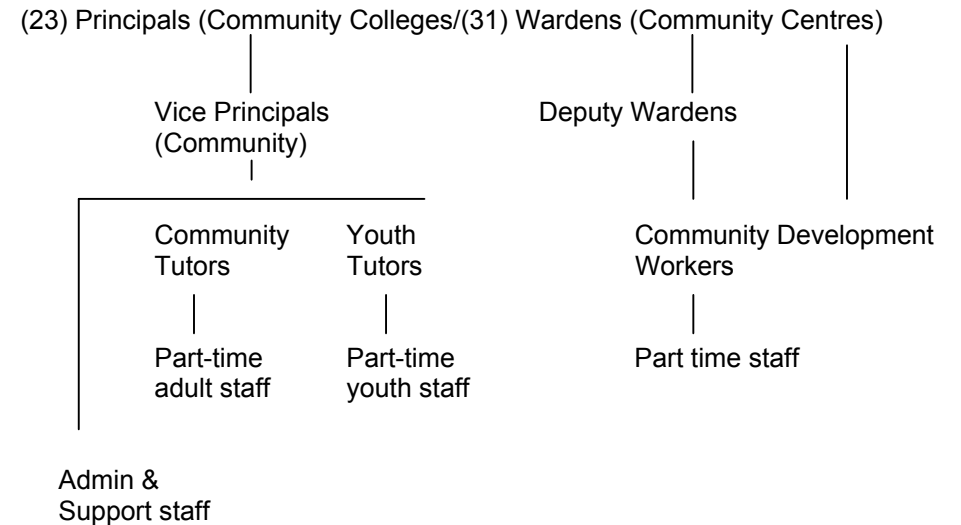 (23) Principals (Community Colleges/(31) Wardens (Community Centres)
Vice Principals
(Community)
Deputy Wardens
Community
Tutors
Youth
Tutors
Community Development
Workers
Part-time
adult staff
Part-time
youth staff
Part time staff
Admin &
Support staff